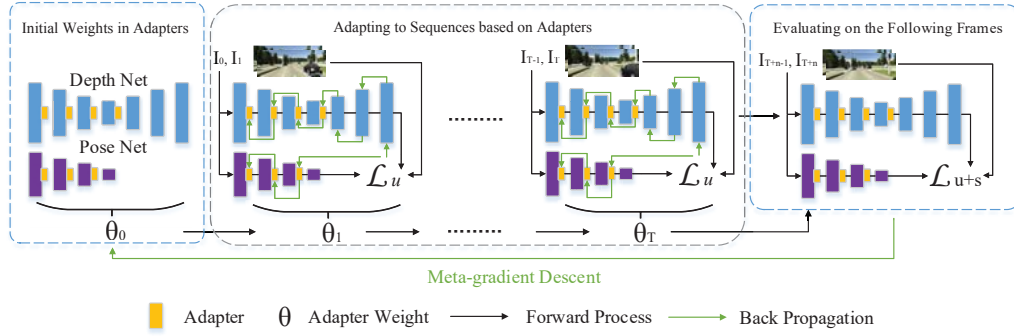 Initial Weights in Adapters
Adapting to Sequences based on Adapters
Evaluating on the Following Frames
I0, I1
IT-1, IT
IT+n-1, IT+n
Depth Net
Pose Net
ℒu
ℒu
ℒu+s
θ0
θ1
θT
Meta-gradient Descent
Adapter
θ Adapter Weight
Forward Process
Back Propagation